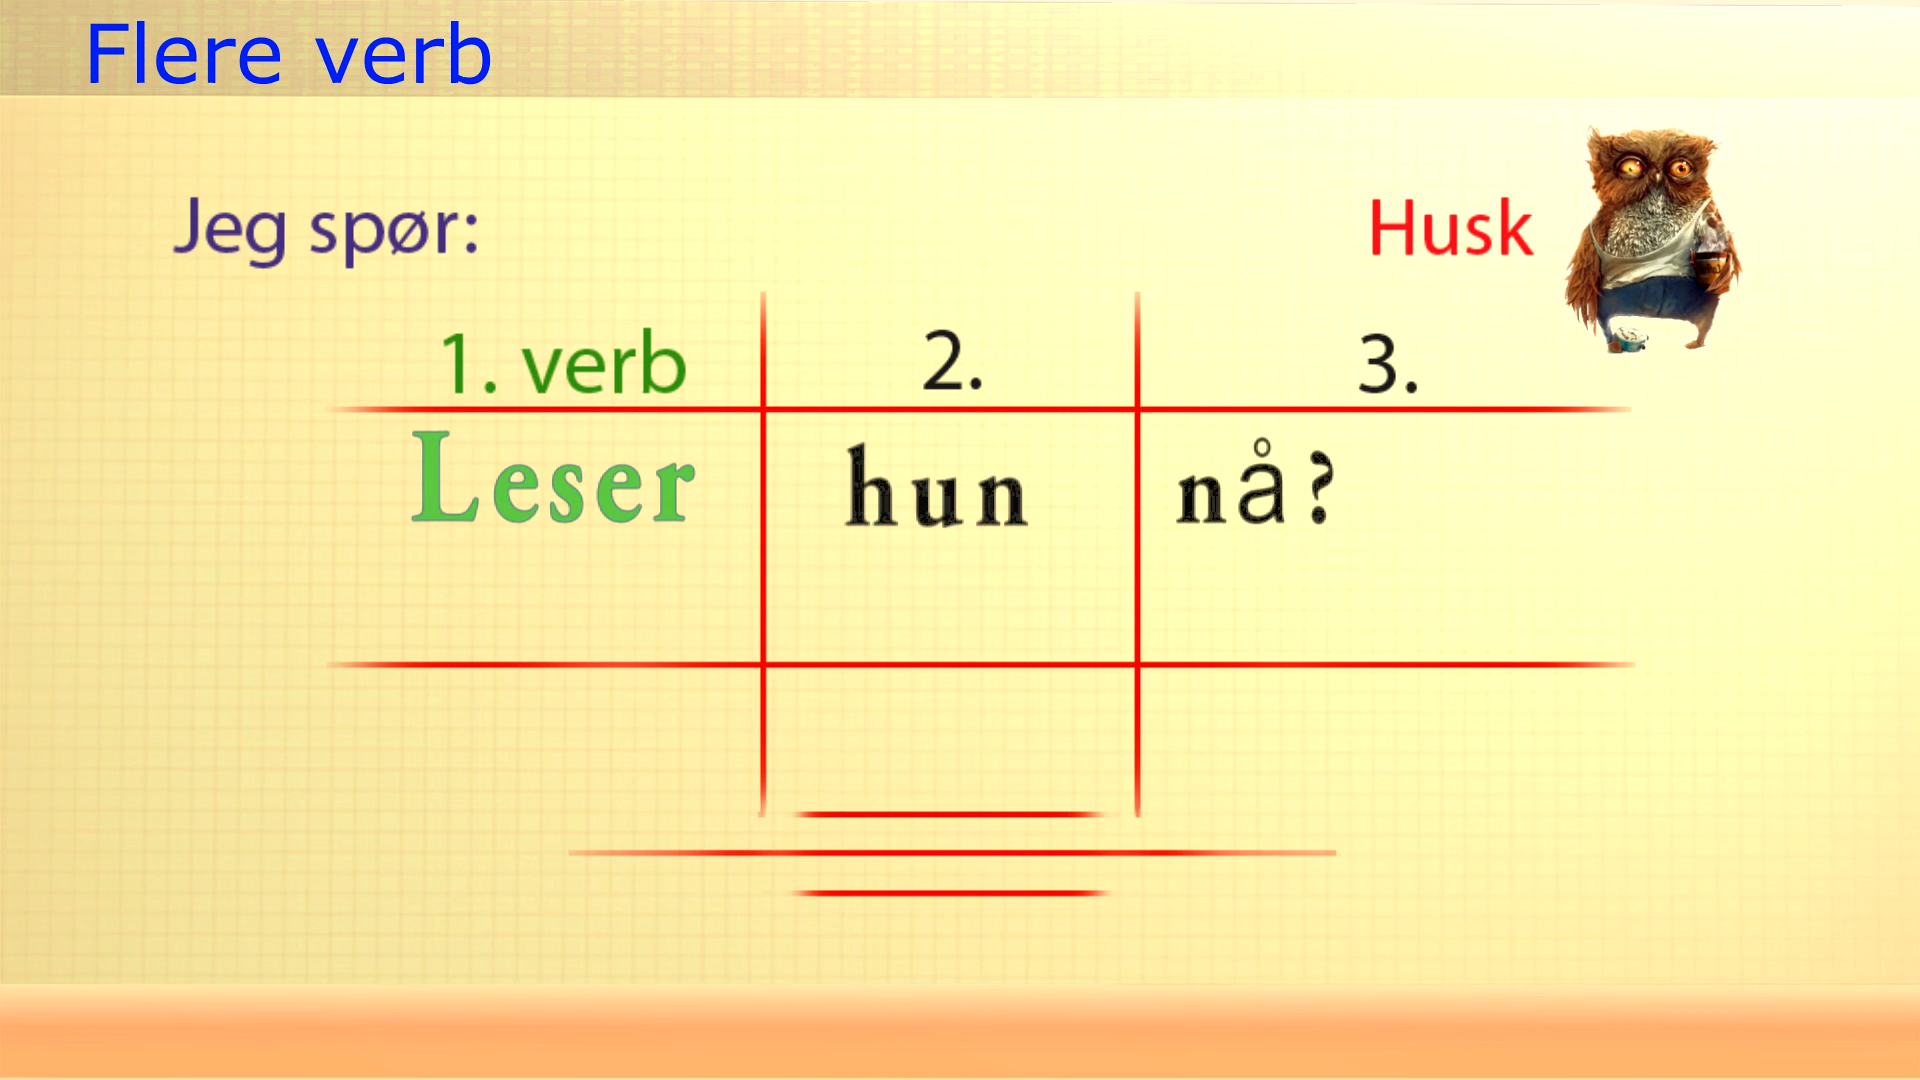 Flere verb
Jeg spør:
Husk
1. verb 2. 3.
Leser hun nå?